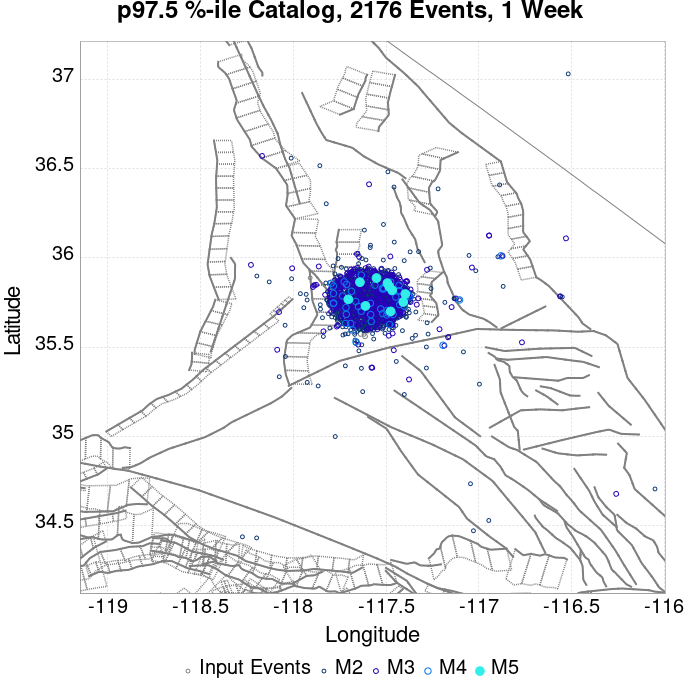 p97.5 %-ile Catalog, 2176 Events, 1 Week
37
36.5
36
35.5
35
34.5
Latitude
-119
-118.5
-118
-117.5
-117
-116.5
-116
Longitude
Input Events
M2
M3
M4
M5